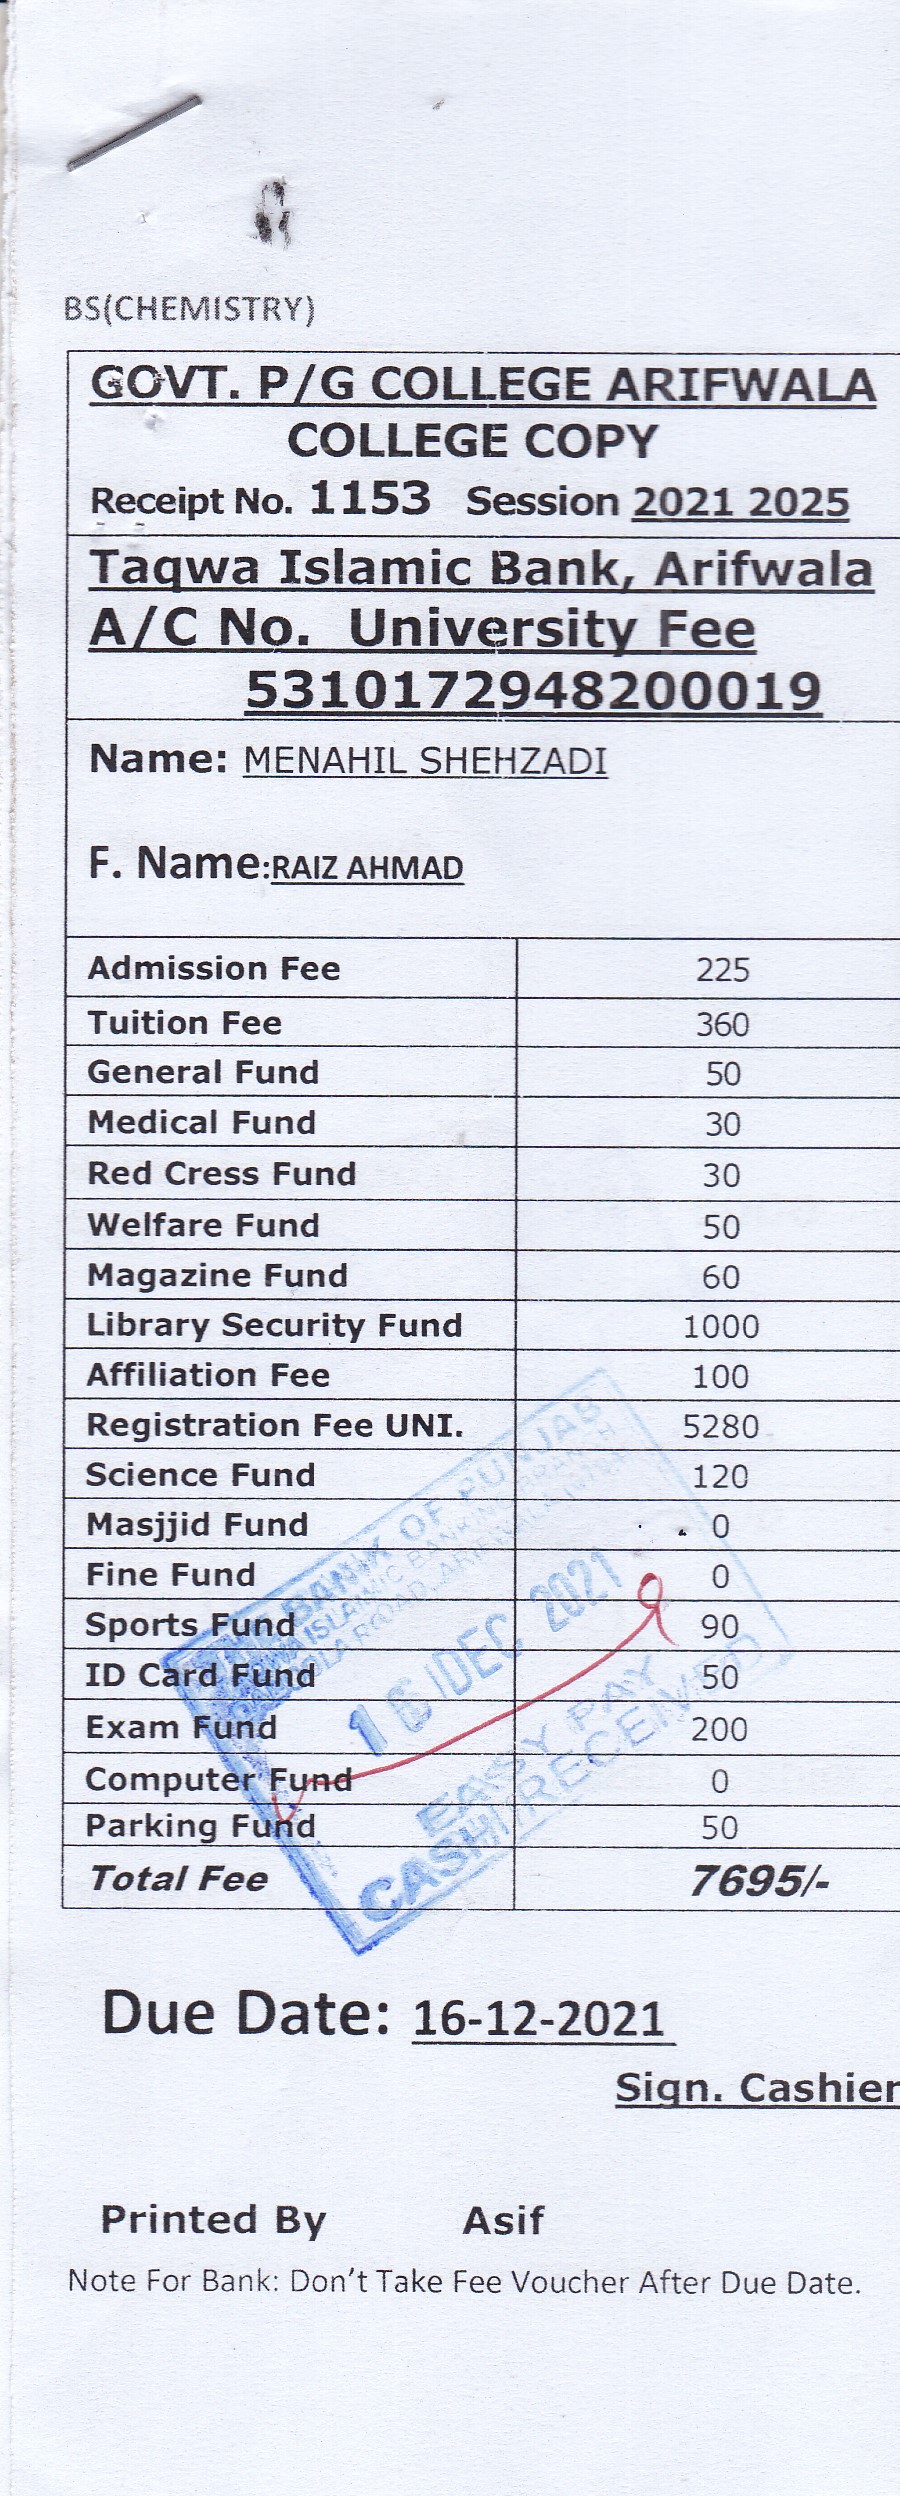 BS(CHEMISTRY)
GOVT. P/G COLLEGE ARIFWALA
COLLEGE COPY
Receipt No. 1153 Session 2021 2025
Taqwa Islamic Bank, Arifwala
A/C No. University Fee
5310172948200019
Name: MENAHIL SHEHZADI
F. Name:RAIZ AHMAD
Admission Fee 225
Tuition Fee 360
General Fund 50
Medical Fund 30
Red Cress Fund 30
Welfare Fund 50
Magazine Fund 60
Library Security Fund 1000
Affiliation Fee 100
Registration Fee UNI. 5280
Science Fund 120
Masjjid Fund 0
Fine Fund 0
Sports Fund 90
ID Card Fund 50
Exam Fund 200
Computer Fund 0
Parking Fund 50
Total Fee 7695/-
THE BANK OF PUNJAB
ISLAMIC BANKING BRANCH
ROAD ARIFWALA
16 DEC 2021
EASY PAY
CASH RECEIVED
Due Date: 16-12-2021
Sign. Cashier
Printed By Asif
Note For Bank: Don't Take Fee Voucher After Due Date.